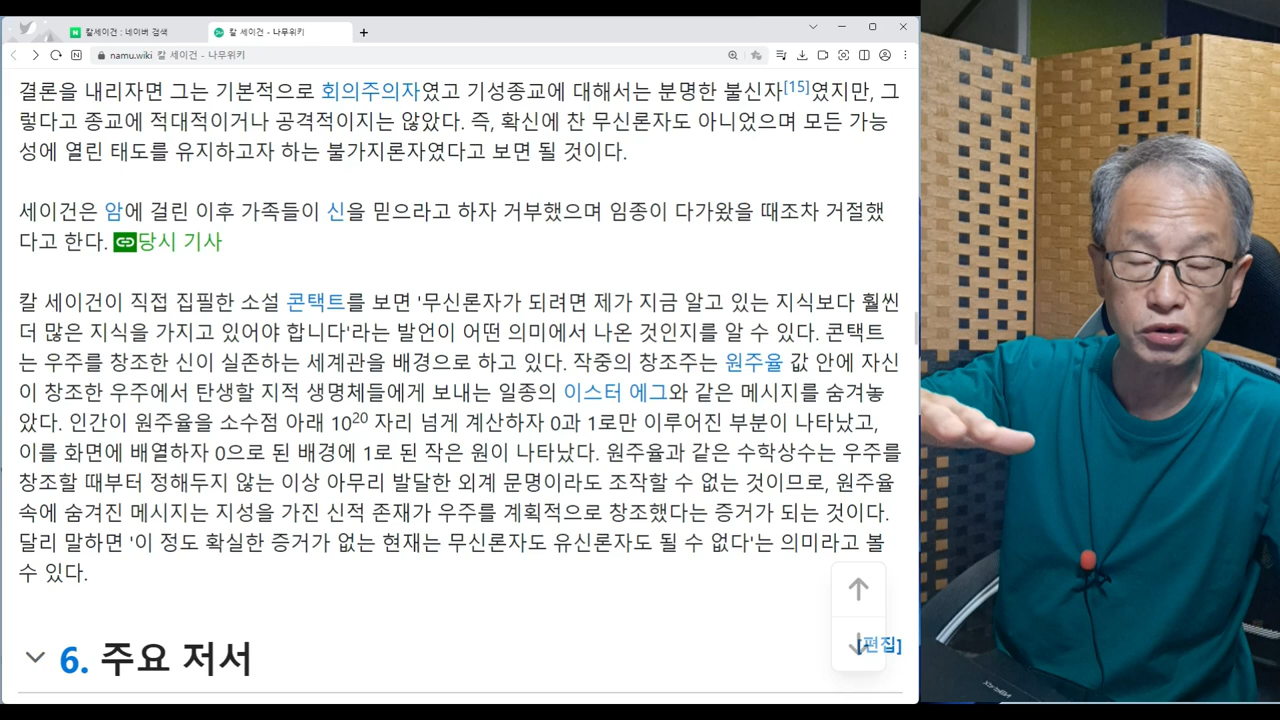 칼세이건 : 네이버 검색
칼 세이건 - 나무위키
namu.wiki 칼 세이건 - 나무위키
결론을 내리자면 그는 기본적으로 회의주의자였고 기성종교에 대해서는 분명한 불신자[15]였지만, 그
렇다고 종교에 적대적이거나 공격적이지는 않았다. 즉, 확신에 찬 무신론자도 아니었으며 모든 가능
성에 열린 태도를 유지하고자 하는 불가지론자였다고 보면 될 것이다.
세이건은 암에 걸린 이후 가족들이 신을 믿으라고 하자 거부했으며 임종이 다가왔을 때조차 거절했
다고 한다. 당시 기사
칼 세이건이 직접 집필한 소설 콘택트를 보면 '무신론자가 되려면 제가 지금 알고 있는 지식보다 훨씬
더 많은 지식을 가지고 있어야 합니다'라는 발언이 어떤 의미에서 나온 것인지를 알 수 있다. 콘택트
는 우주를 창조한 신이 실존하는 세계관을 배경으로 하고 있다. 작중의 창조주는 원주율 값 안에 자신
이 창조한 우주에서 탄생할 지적 생명체들에게 보내는 일종의 이스터 에그와 같은 메시지를 숨겨놓
았다. 인간이 원주율을 소수점 아래 10²⁰ 자리 넘게 계산하자 0과 1로만 이루어진 부분이 나타났고,
이를 화면에 배열하자 0으로 된 배경에 1로 된 작은 원이 나타났다. 원주율과 같은 수학상수는 우주를
창조할 때부터 정해두지 않는 이상 아무리 발달한 외계 문명이라도 조작할 수 없는 것이므로, 원주율
속에 숨겨진 메시지는 지성을 가진 신적 존재가 우주를 계획적으로 창조했다는 증거가 되는 것이다.
달리 말하면 '이 정도 확실한 증거가 없는 현재는 무신론자도 유신론자도 될 수 없다'는 의미라고 볼
수 있다.
6. 주요 저서
[편집]